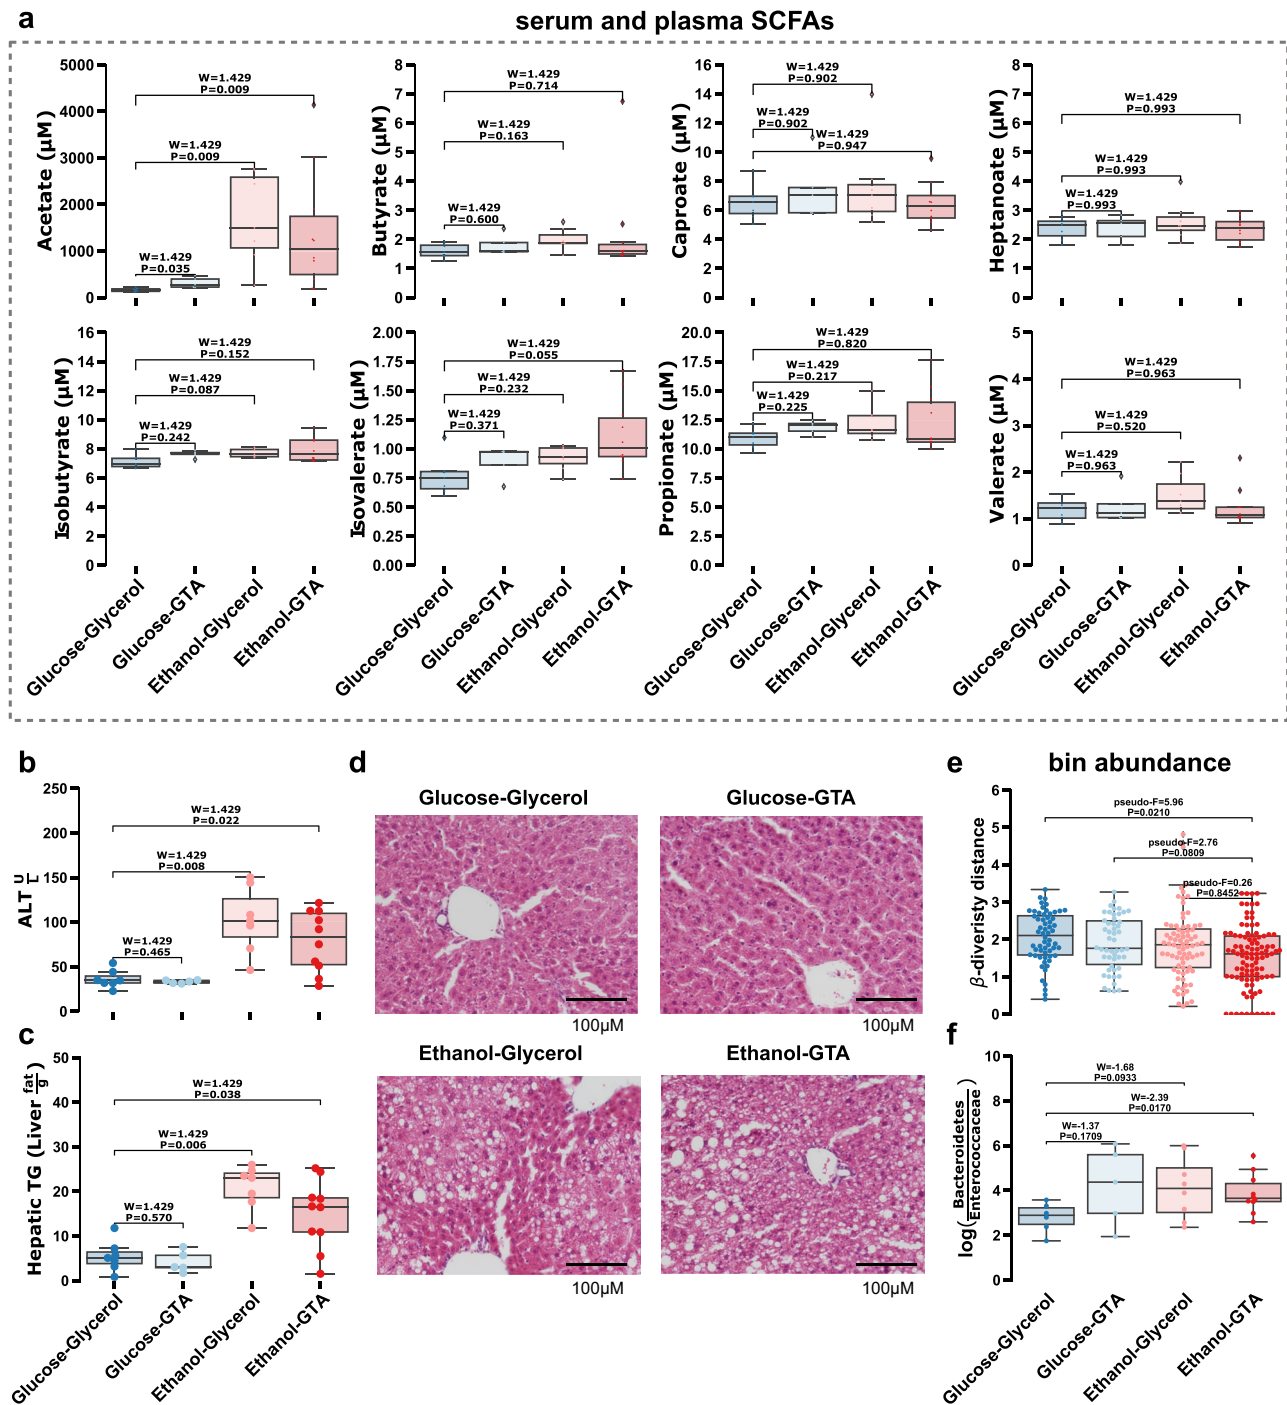 a
serum and plasma SCFAs
5000
4000
3000
2000
1000
0
Acetate (μM)
W=1.429
P=0.009
W=1.429
P=0.009
W=1.429
P=0.035
8
7
6
5
4
3
2
1
0
Butyrate (μM)
W=1.429
P=0.714
W=1.429
P=0.163
W=1.429
P=0.600
16
14
12
10
8
6
4
2
0
Caproate (μM)
W=1.429
P=0.902
W=1.429
P=0.902
W=1.429
P=0.947
8
7
6
5
4
3
2
1
0
Heptanoate (μM)
W=1.429
P=0.993
W=1.429
P=0.993
W=1.429
P=0.993
16
14
12
10
8
6
4
2
0
Isobutyrate (μM)
W=1.429
P=0.152
W=1.429
P=0.087
W=1.429
P=0.242
Glucose-Glycerol
Glucose-GTA
Ethanol-Glycerol
Ethanol-GTA
2.00
1.75
1.50
1.25
1.00
0.75
0.50
0.25
0.00
Isovalerate (μM)
W=1.429
P=0.055
W=1.429
P=0.232
W=1.429
P=0.371
Glucose-Glycerol
Glucose-GTA
Ethanol-Glycerol
Ethanol-GTA
20.0
17.5
15.0
12.5
10.0
7.5
5.0
2.5
0.0
Propionate (μM)
W=1.429
P=0.820
W=1.429
P=0.217
W=1.429
P=0.225
Glucose-Glycerol
Glucose-GTA
Ethanol-Glycerol
Ethanol-GTA
5
4
3
2
1
0
Valerate (μM)
W=1.429
P=0.963
W=1.429
P=0.520
W=1.429
P=0.963
Glucose-Glycerol
Glucose-GTA
Ethanol-Glycerol
Ethanol-GTA
b
250
200
150
100
50
0
ALT U/L
W=1.429
P=0.022
W=1.429
P=0.008
W=1.429
P=0.465
c
50
40
30
20
10
0
Hepatic TG (Liver fat/g)
W=1.429
P=0.038
W=1.429
P=0.006
W=1.429
P=0.570
Glucose-Glycerol
Glucose-GTA
Ethanol-Glycerol
Ethanol-GTA
d
Glucose-Glycerol
Glucose-GTA
100μM
100μM
Ethanol-Glycerol
Ethanol-GTA
100μM
100μM
e
bin abundance
6
5
4
3
2
1
0
β-diveristy distance
pseudo-F=5.96
P=0.0210
pseudo-F=2.76
P=0.0809
pseudo-F=0.26
P=0.8452
f
10
8
6
4
2
0
log(Bacteroidetes/Enterococcaceae)
W=-1.68
P=0.0933
W=-2.39
P=0.0170
W=-1.37
P=0.1709
Glucose-Glycerol
Glucose-GTA
Ethanol-Glycerol
Ethanol-GTA